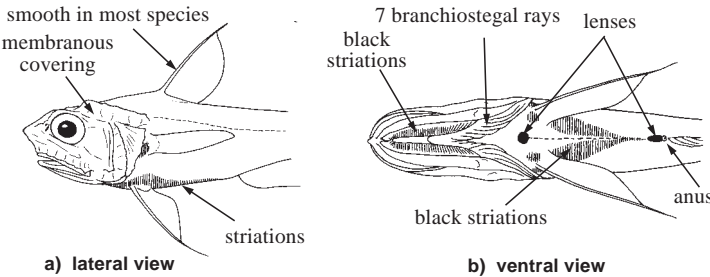 smooth in most species
membranous
covering
striations
a) lateral view
7 branchiostegal rays
lenses
black
striations
anus
black striations
b) ventral view